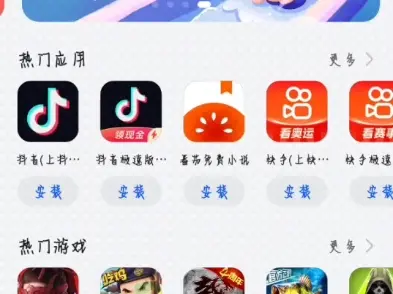 热门应用
更多
领现金
看奥运
看赛事
抖音(上抖…
抖音极速版…
番茄免费小说
快手(上快…
快手极速…
安装
安装
安装
安装
安装
热门游戏
更多